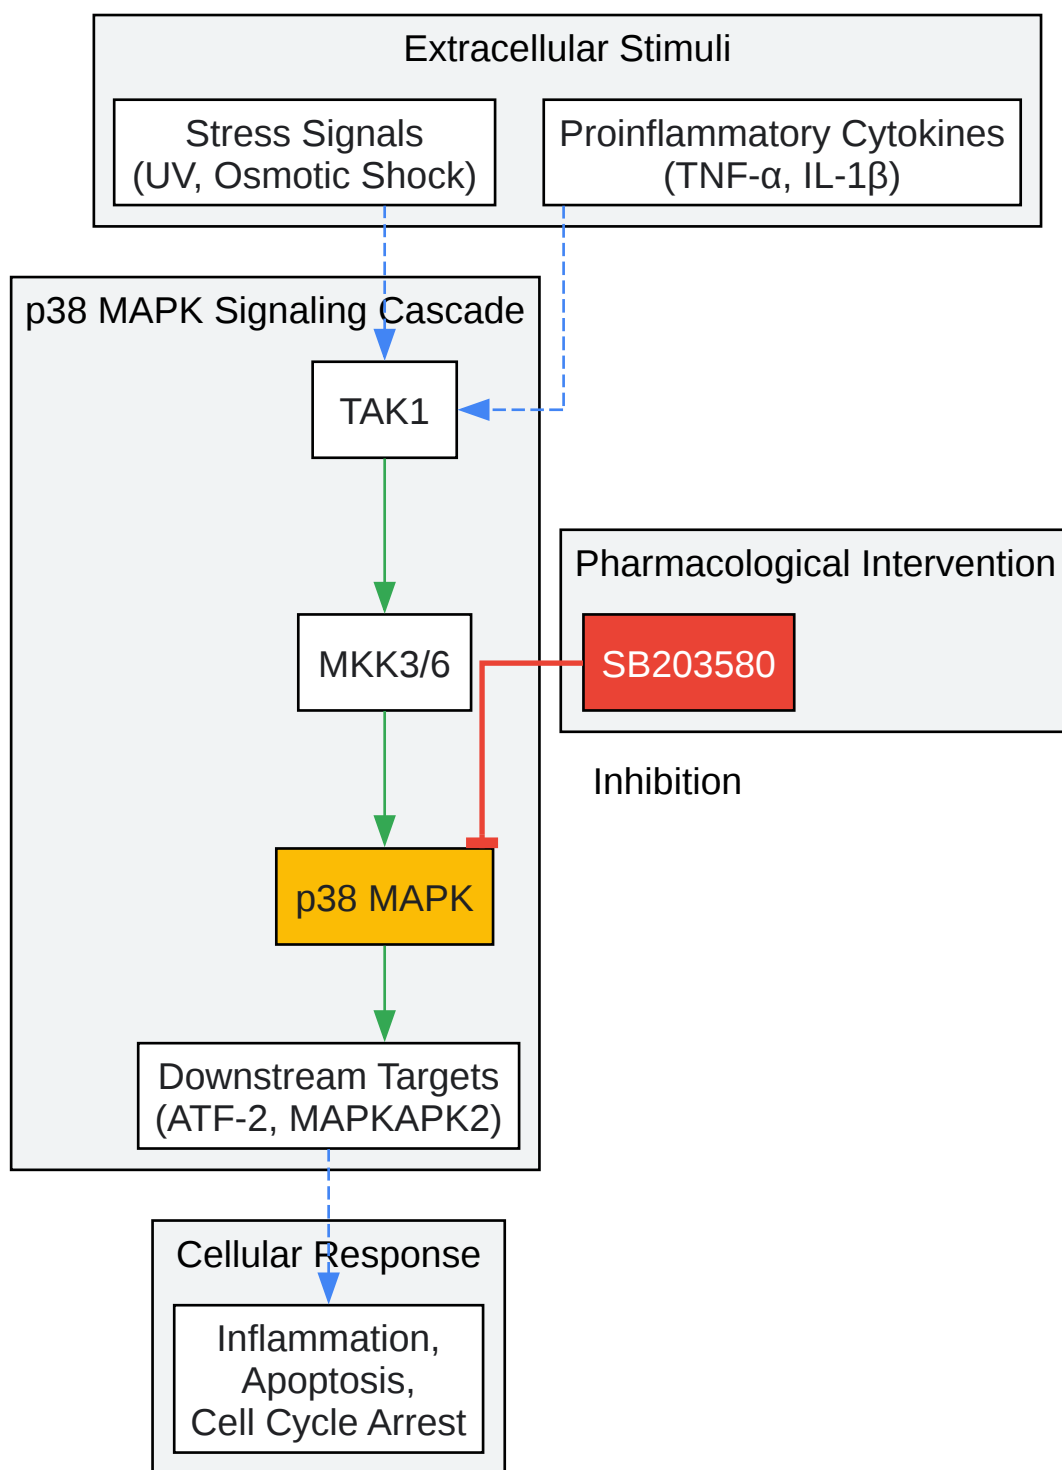 Extracellular Stimuli
Stress Signals
(UV, Osmotic Shock)
Proinflammatory Cytokines
(TNF-α, IL-1β)
p38 MAPK Signaling Cascade
TAK1
Pharmacological Intervention
MKK3/6
SB203580
Inhibition
p38 MAPK
Downstream Targets
(ATF-2, MAPKAPK2)
Cellular Response
Inflammation,
Apoptosis,
Cell Cycle Arrest